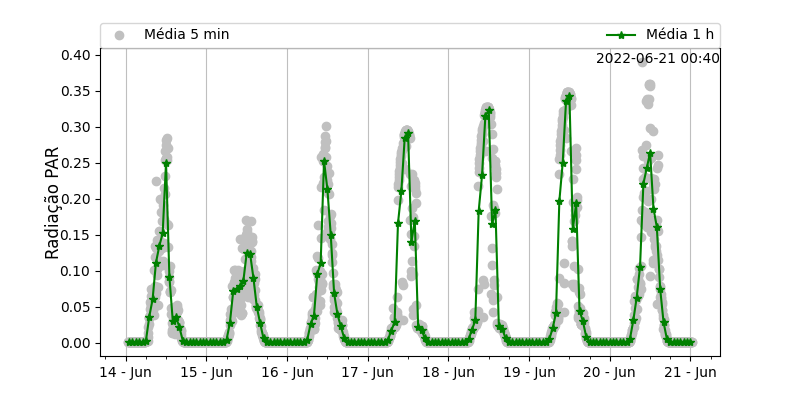 Média 5 min
Média 1 h
2022-06-21 00:40
0.40
0.35
0.30
0.25
0.20
0.15
0.10
0.05
0.00
Radiação PAR
14 - Jun
15 - Jun
16 - Jun
17 - Jun
18 - Jun
19 - Jun
20 - Jun
21 - Jun